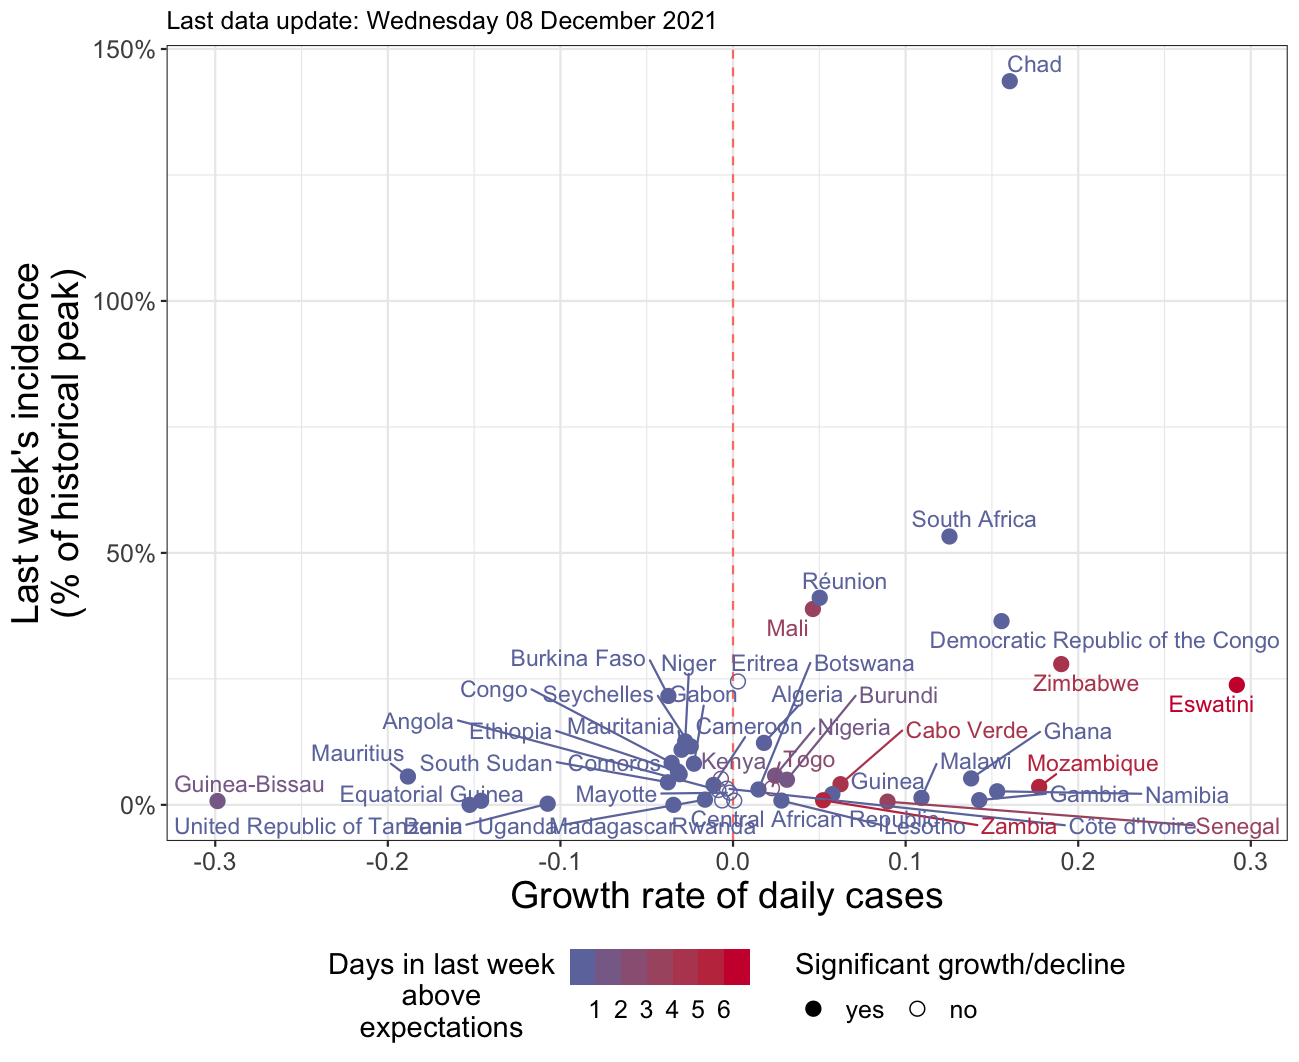 Last data update: Wednesday 08 December 2021
150%
Chad
100%
Last week's incidence
(% of historical peak)
South Africa
50%
Réunion
Mali
Democratic Republic of the Congo
Burkina Faso
Niger
Eritrea
Botswana
Zimbabwe
Congo
Seychelles
Gabon
Algeria
Burundi
Eswatini
Angola
Ethiopia
Mauritania
Cameroon
Nigeria
Cabo Verde
Ghana
Mauritius
South Sudan
Comoros
Kenya
Togo
Malawi
Mozambique
Guinea-Bissau
Equatorial Guinea
Mayotte
Guinea
Gambia
Namibia
0%
United Republic of Tanzania
Benin
Uganda
Madagascar
Rwanda
Central African Republic
Lesotho
Zambia
Côte d'Ivoire
Senegal
-0.3
-0.2
-0.1
0.0
0.1
0.2
0.3
Growth rate of daily cases
Days in last week
above
expectations
1 2 3 4 5 6
Significant growth/decline
yes
no